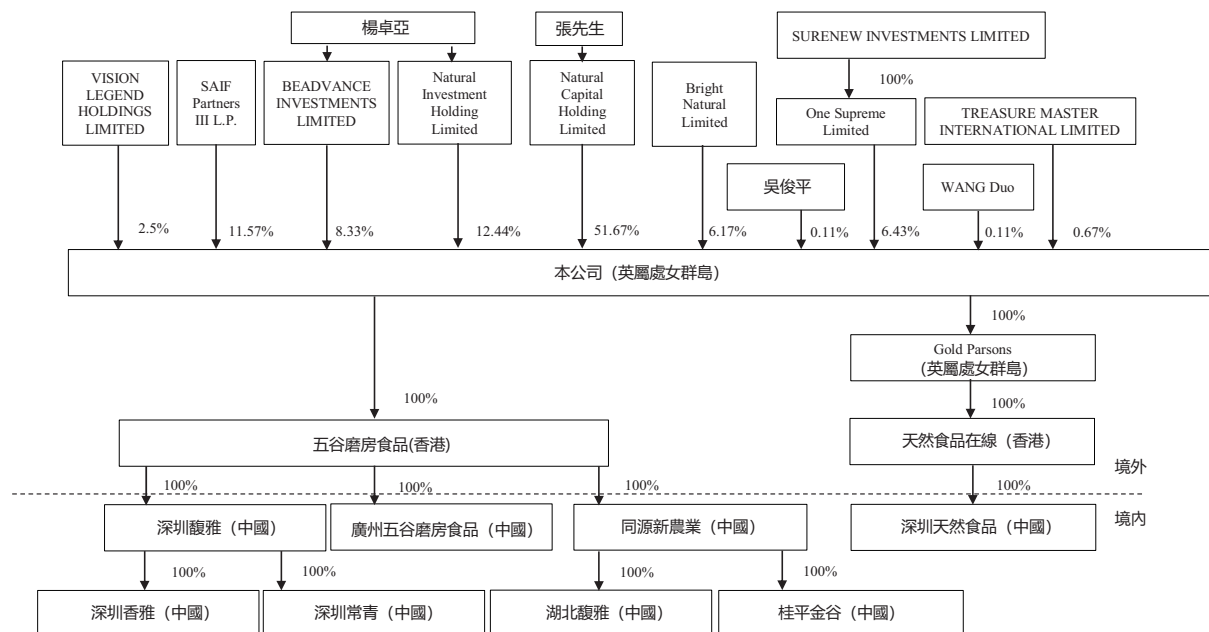 楊卓亞
張先生
SURENEW INVESTMENTS LIMITED
100%
VISION
LEGEND
HOLDINGS
LIMITED
SAIF
Partners
III L.P.
BEADVANCE
INVESTMENTS
LIMITED
Natural
Investment
Holding
Limited
Natural
Capital
Holding
Limited
Bright
Natural
Limited
One Supreme
Limited
TREASURE MASTER
INTERNATIONAL LIMITED
吳俊平
WANG Duo
2.5%
11.57%
8.33%
12.44%
51.67%
6.17%
0.11%
6.43%
0.11%
0.67%
本公司（英屬處女群島）
100%
Gold Parsons
（英屬處女群島）
100%
100%
五谷磨房食品(香港)
天然食品在線（香港）
境外
100%
100%
100%
100%
境内
深圳馥雅（中國）
廣州五谷磨房食品（中國）
同源新農業（中國）
深圳天然食品（中國）
100%
100%
100%
100%
深圳香雅（中國）
深圳常青（中國）
湖北馥雅（中國）
桂平金谷（中國）